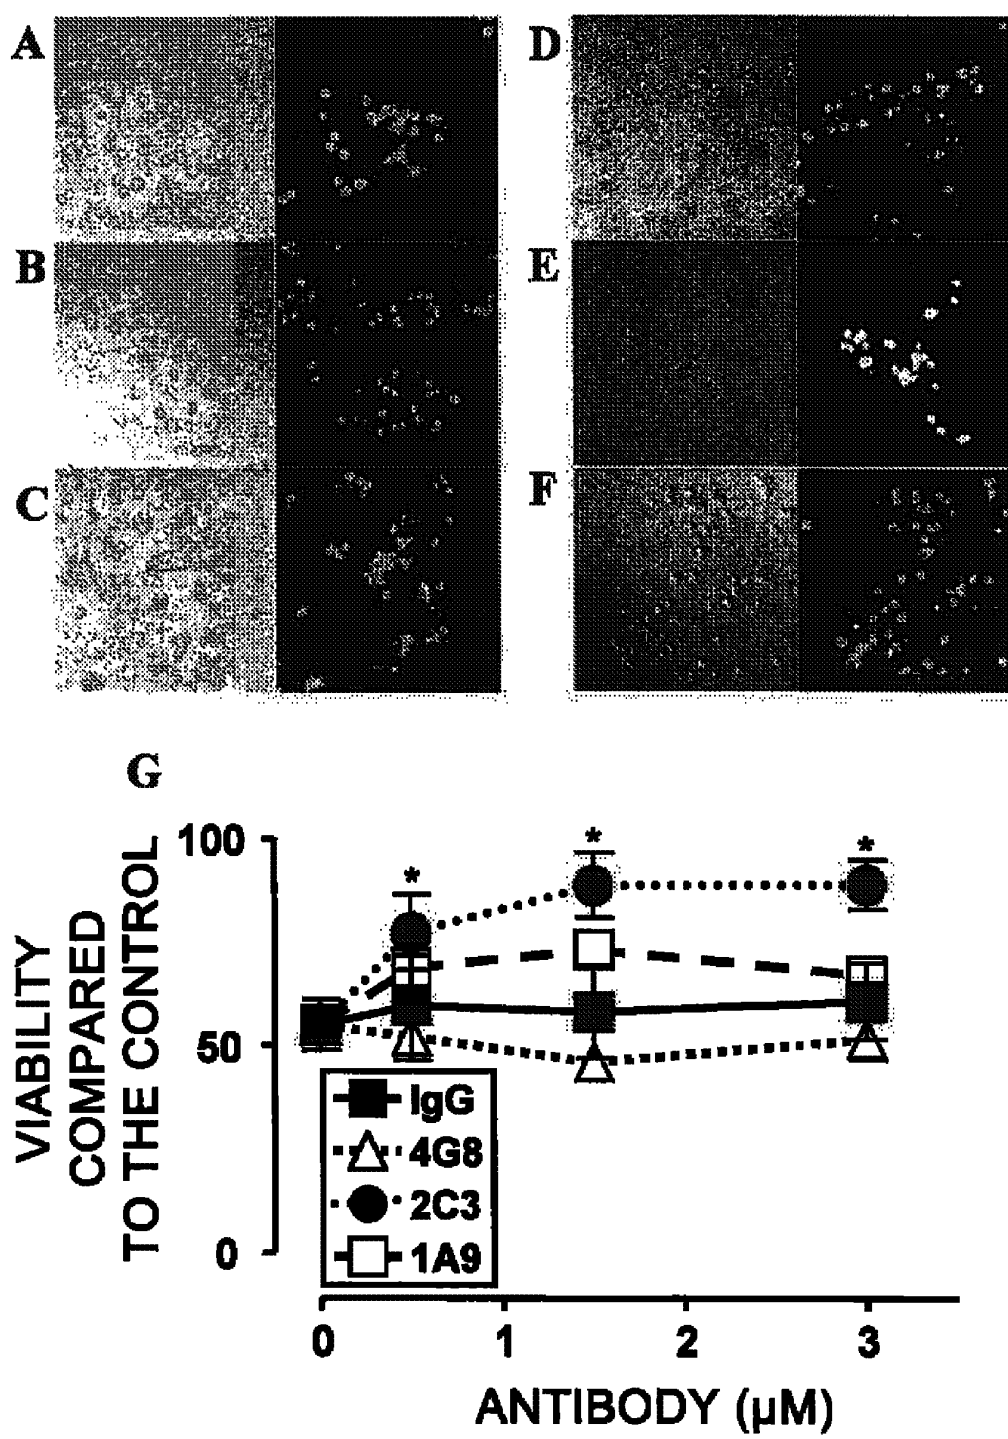 A
D
B
E
C
F
G
VIABILITY
COMPARED
TO THE CONTROL
100
50
0
*
*
*
IgG
4G8
2C3
1A9
0
1
2
3
ANTIBODY (µM)